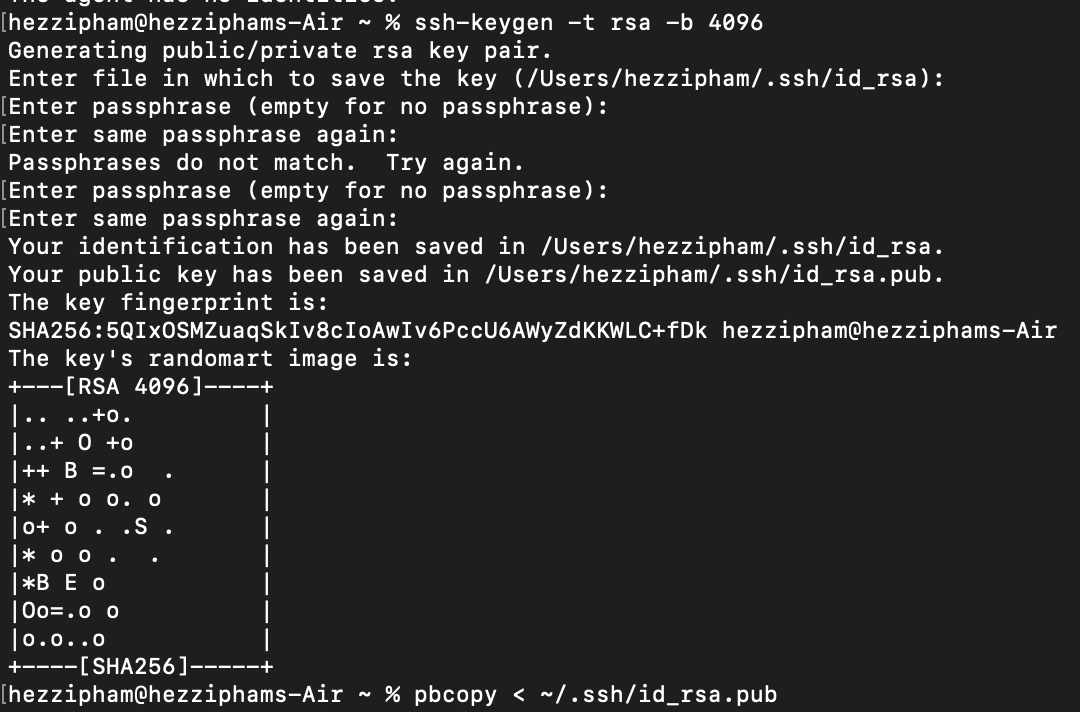 The agent has no identities.
[hezzipham@hezziphams-Air ~ % ssh-keygen -t rsa -b 4096
Generating public/private rsa key pair.
Enter file in which to save the key (/Users/hezzipham/.ssh/id_rsa):
[Enter passphrase (empty for no passphrase):
[Enter same passphrase again:
Passphrases do not match.  Try again.
[Enter passphrase (empty for no passphrase):
[Enter same passphrase again:
Your identification has been saved in /Users/hezzipham/.ssh/id_rsa.
Your public key has been saved in /Users/hezzipham/.ssh/id_rsa.pub.
The key fingerprint is:
SHA256:5QIxOSMZuaqSkIv8cIoAwIv6PccU6AWyZdKKWLC+fDk hezzipham@hezziphams-Air
The key's randomart image is:
+---[RSA 4096]----+
|.. ..+o.         |
|..+ O +o         |
|++ B =.o  .      |
|* + o o. o       |
|o+ o . .S .      |
|* o o .  .       |
|*B E o           |
|Oo=.o o          |
|o.o..o           |
+----[SHA256]-----+
[hezzipham@hezziphams-Air ~ % pbcopy < ~/.ssh/id_rsa.pub